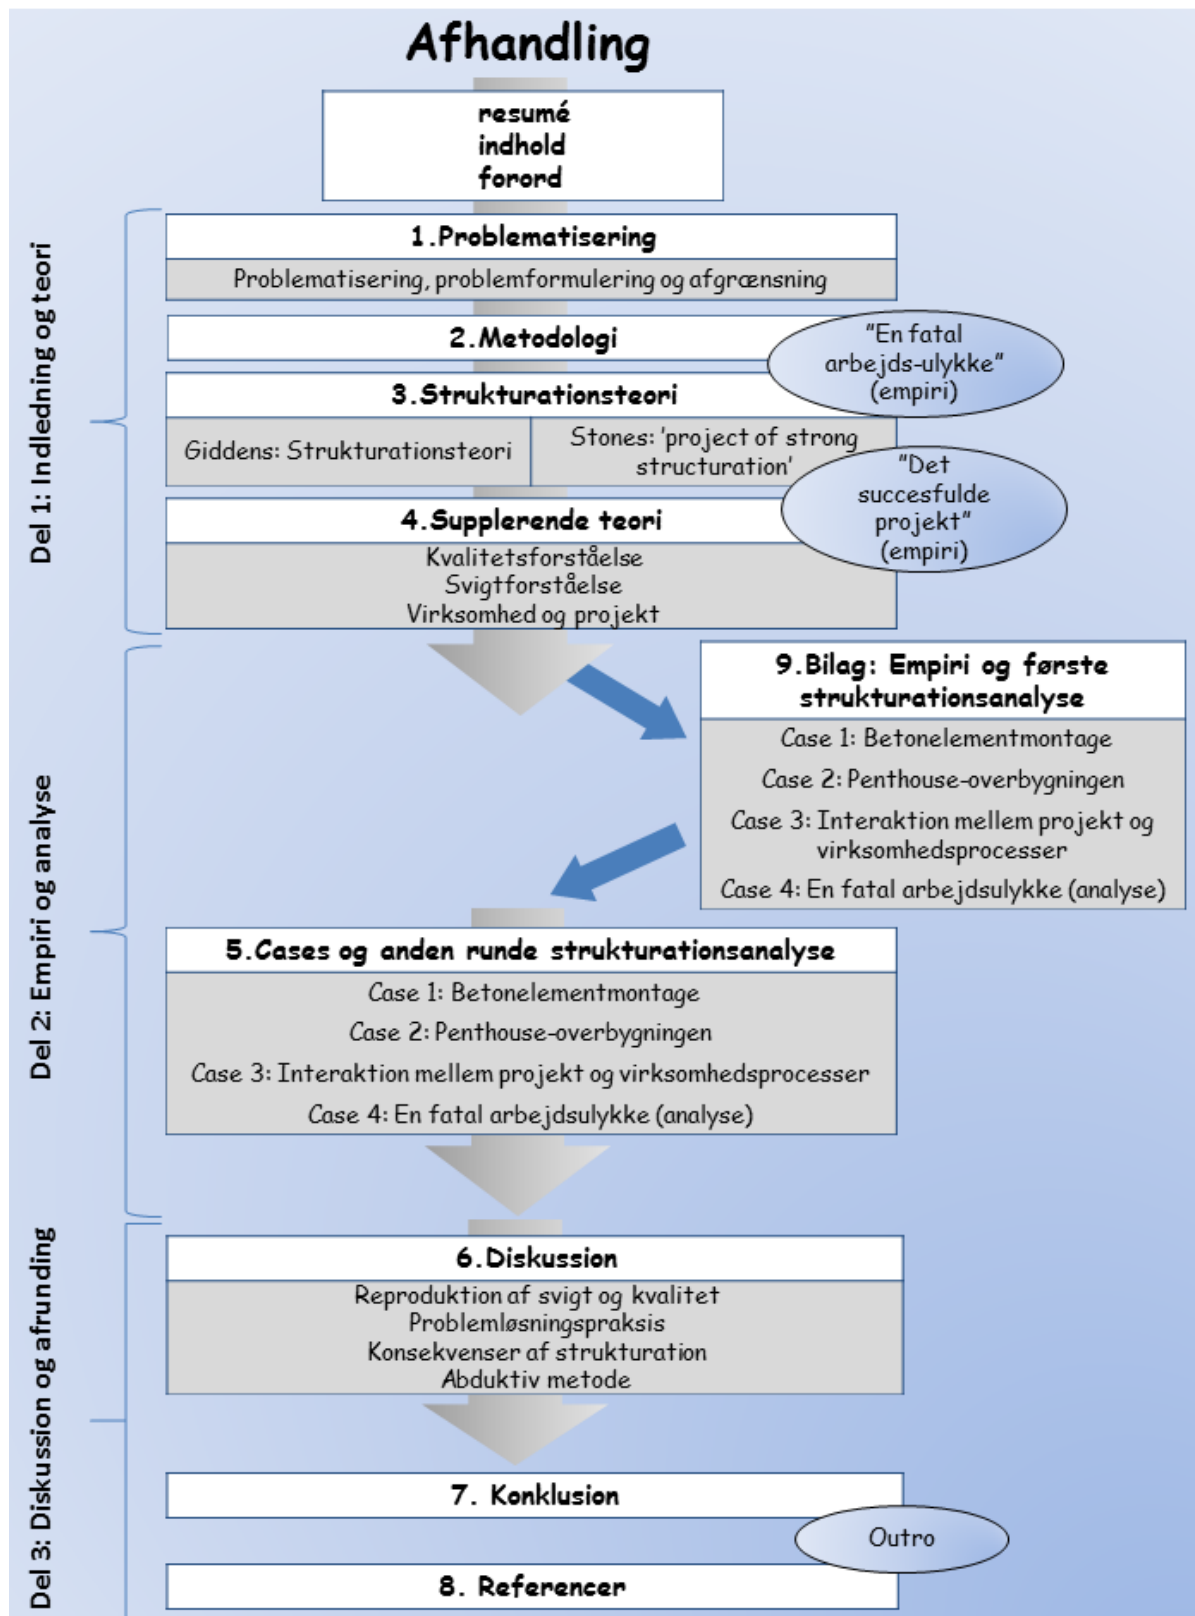 Afhandling
resumé
indhold
forord
Del 1: Indledning og teori
1.Problematisering
Problematisering, problemformulering og afgrænsning
2.Metodologi
"En fatal
arbejds-ulykke"
(empiri)
3.Strukturationsteori
Giddens: Strukturationsteori
Stones: 'project of strong
structuration'
"Det
succesfulde
projekt"
(empiri)
4.Supplerende teori
Kvalitetsforståelse
Svigtforståelse
Virksomhed og projekt
Del 2: Empiri og analyse
9.Bilag: Empiri og første
strukturationsanalyse
Case 1: Betonelementmontage
Case 2: Penthouse-overbygningen
Case 3: Interaktion mellem projekt og
virksomhedsprocesser
Case 4: En fatal arbejdsulykke (analyse)
5.Cases og anden runde strukturationsanalyse
Case 1: Betonelementmontage
Case 2: Penthouse-overbygningen
Case 3: Interaktion mellem projekt og virksomhedsprocesser
Case 4: En fatal arbejdsulykke (analyse)
Del 3: Diskussion og afrunding
6.Diskussion
Reproduktion af svigt og kvalitet
Problemløsningspraksis
Konsekvenser af strukturation
Abduktiv metode
7. Konklusion
Outro
8. Referencer